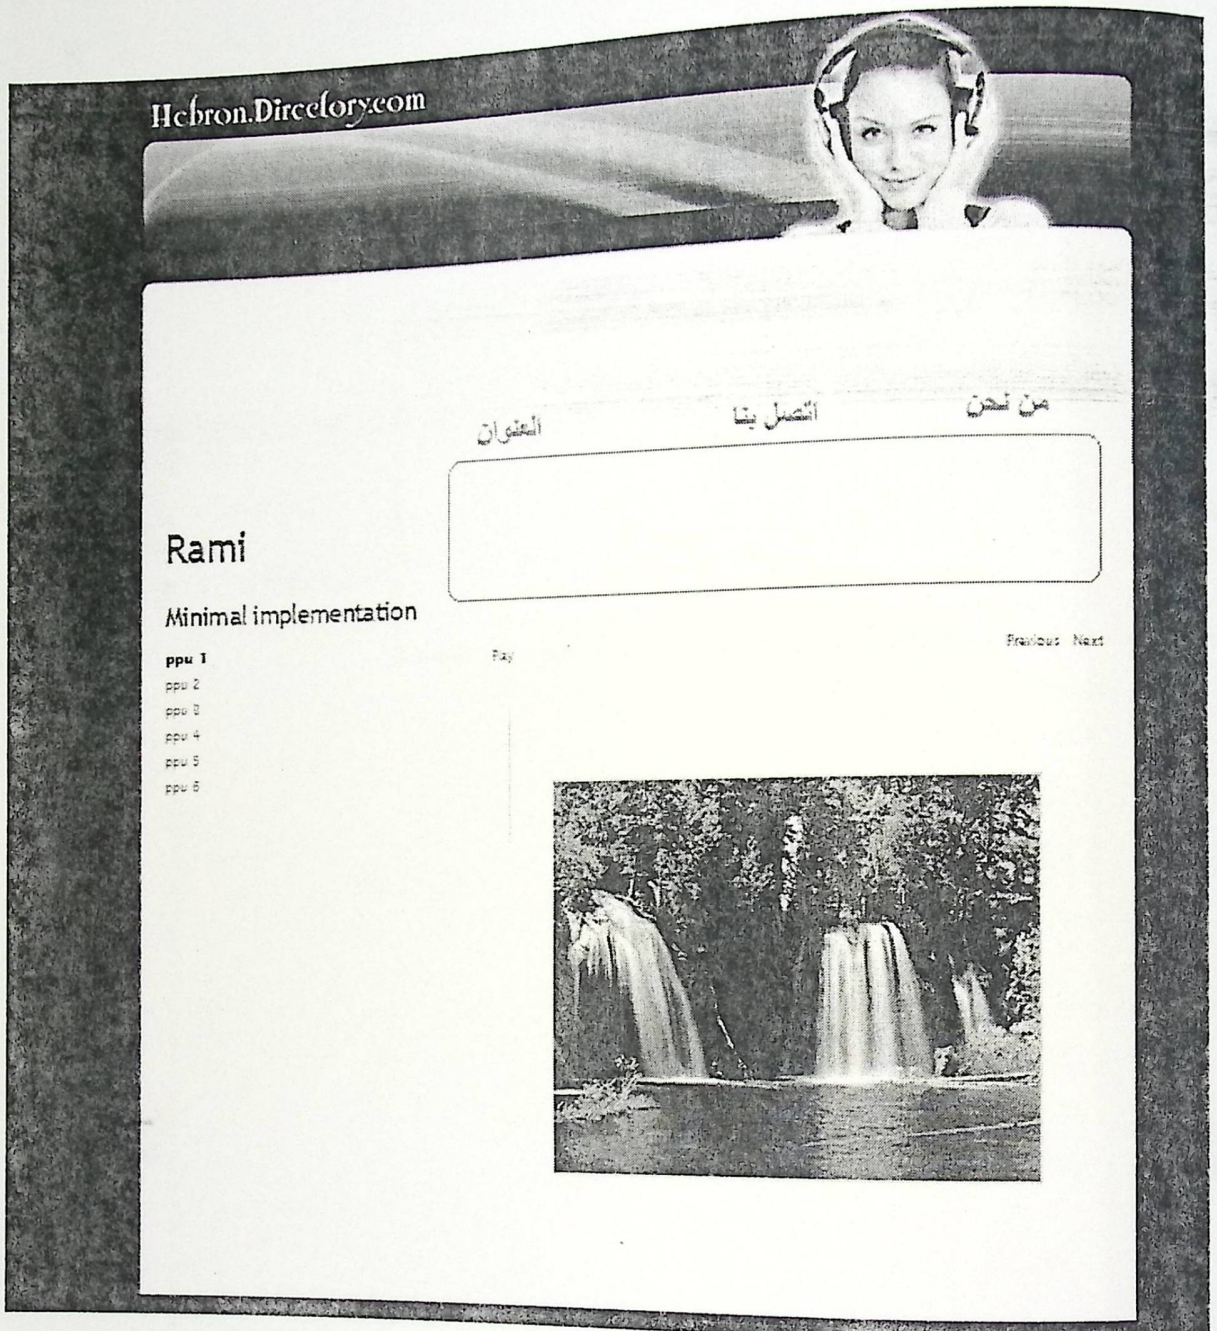 Hebron.Directory.com
من نحن
اتصل بنا
العنوان
Rami
Minimal implementation
Previous Next
ppu 1
Play
ppu 2
ppu 3
ppu 4
ppu 5
ppu 6